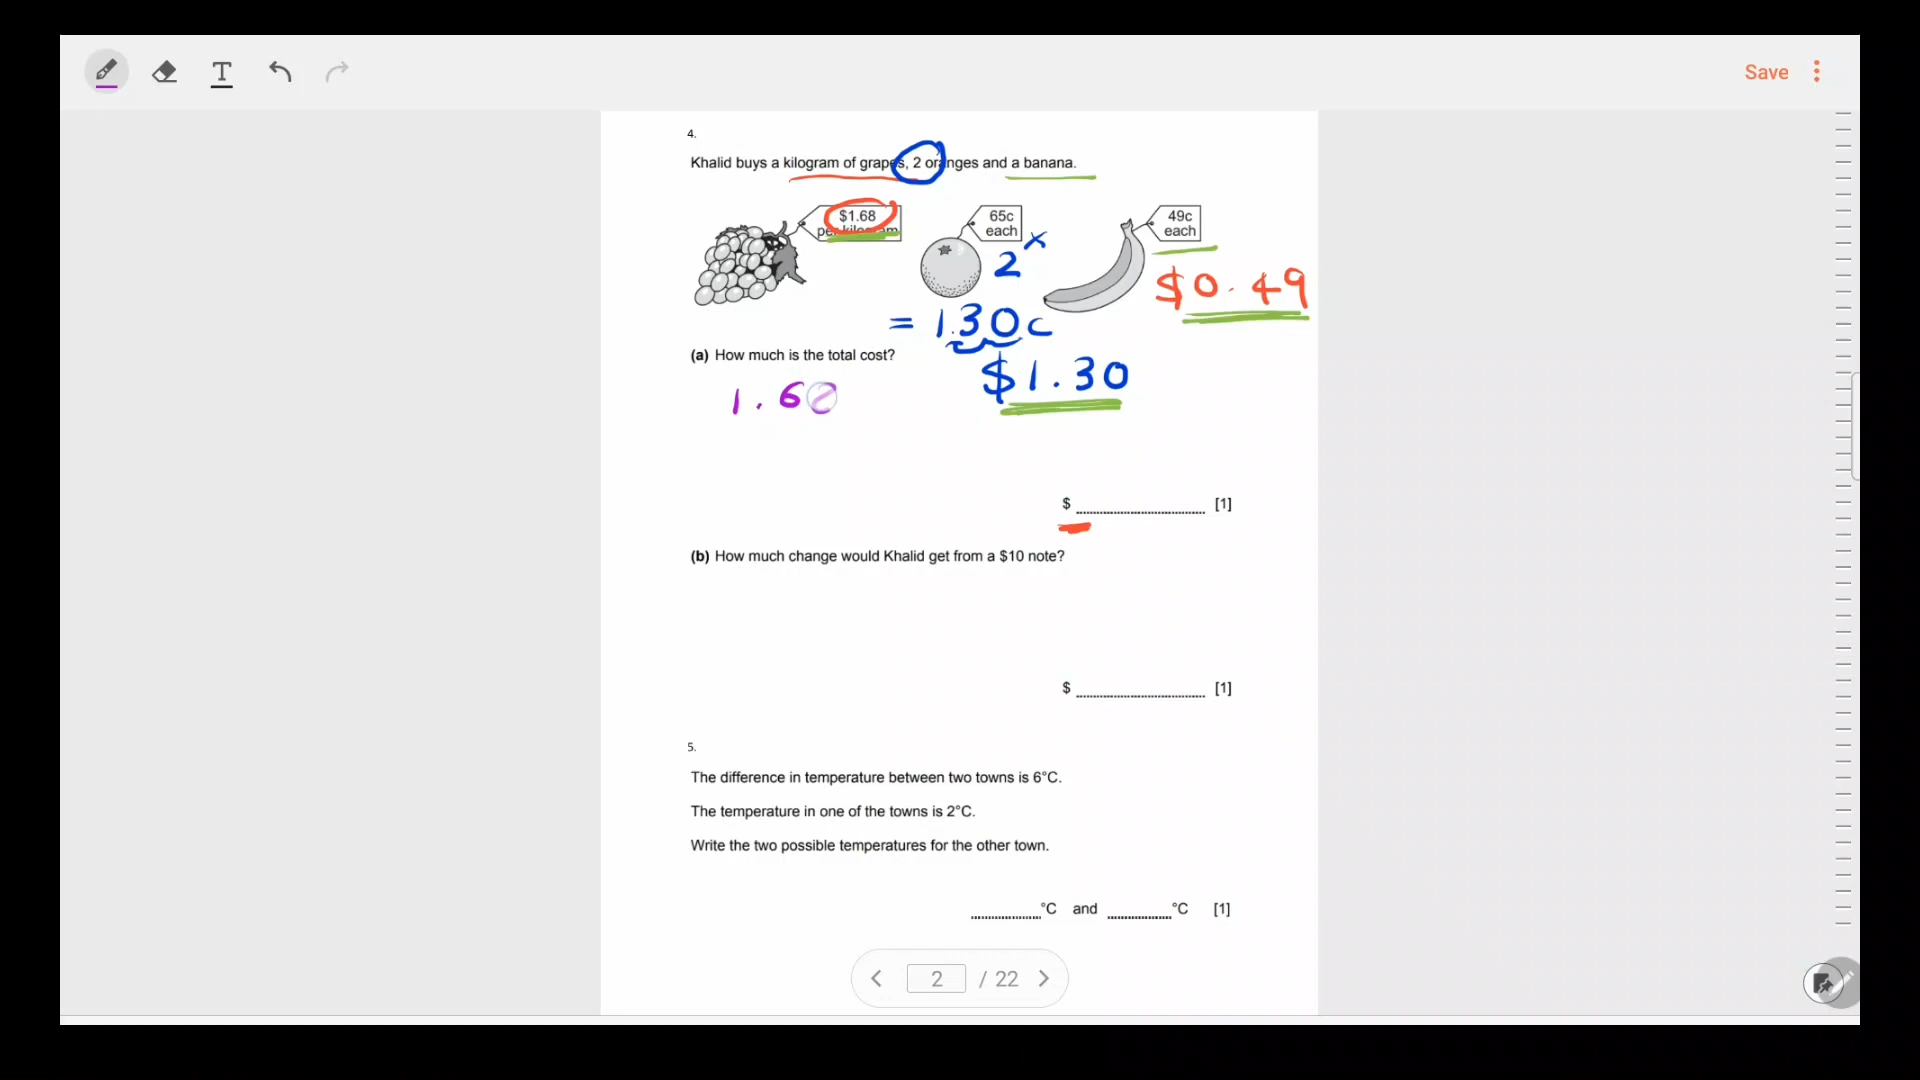 T
Save
4.
Khalid buys a kilogram of grapes, 2 oranges and a banana.
$1.68
per kilogram
65c
each
49c
each
2 x
$0.49
= 1.30c
(a) How much is the total cost?
$1.30
1.68
$ [1]
(b) How much change would Khalid get from a $10 note?
$ [1]
5.
The difference in temperature between two towns is 6°C.
The temperature in one of the towns is 2°C.
Write the two possible temperatures for the other town.
°C and °C [1]
2 / 22